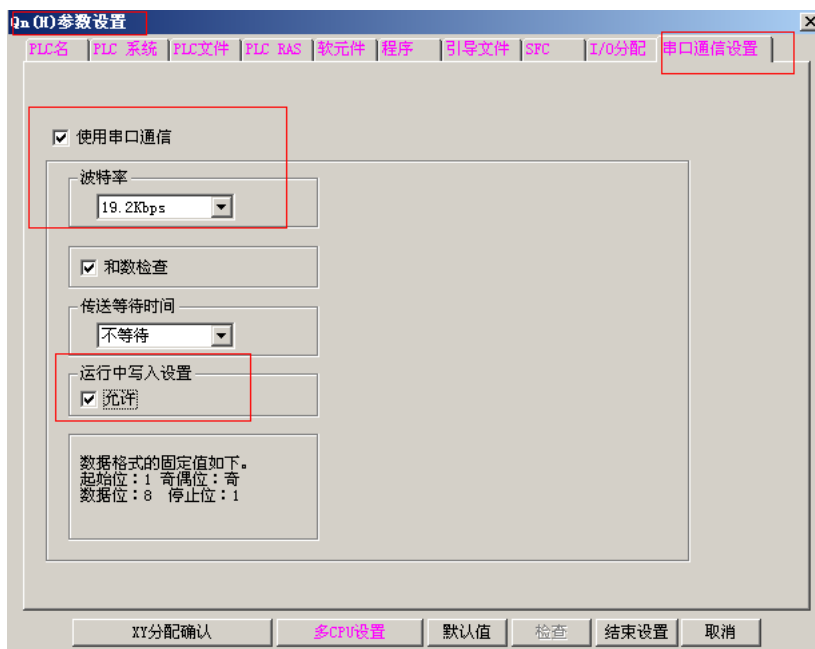 Qn(H)参数设置
PLC名 PLC 系统 PLC文件 PLC RAS 软元件 程序 引导文件 SFC I/O分配 串口通信设置
使用串口通信
波特率
19.2Kbps
和数检查
传送等待时间
不等待
运行中写入设置
允许
数据格式的固定值如下。
起始位：1 奇偶位：奇
数据位：8 停止位：1
XY分配确认 多CPU设置 默认值 检查 结束设置 取消